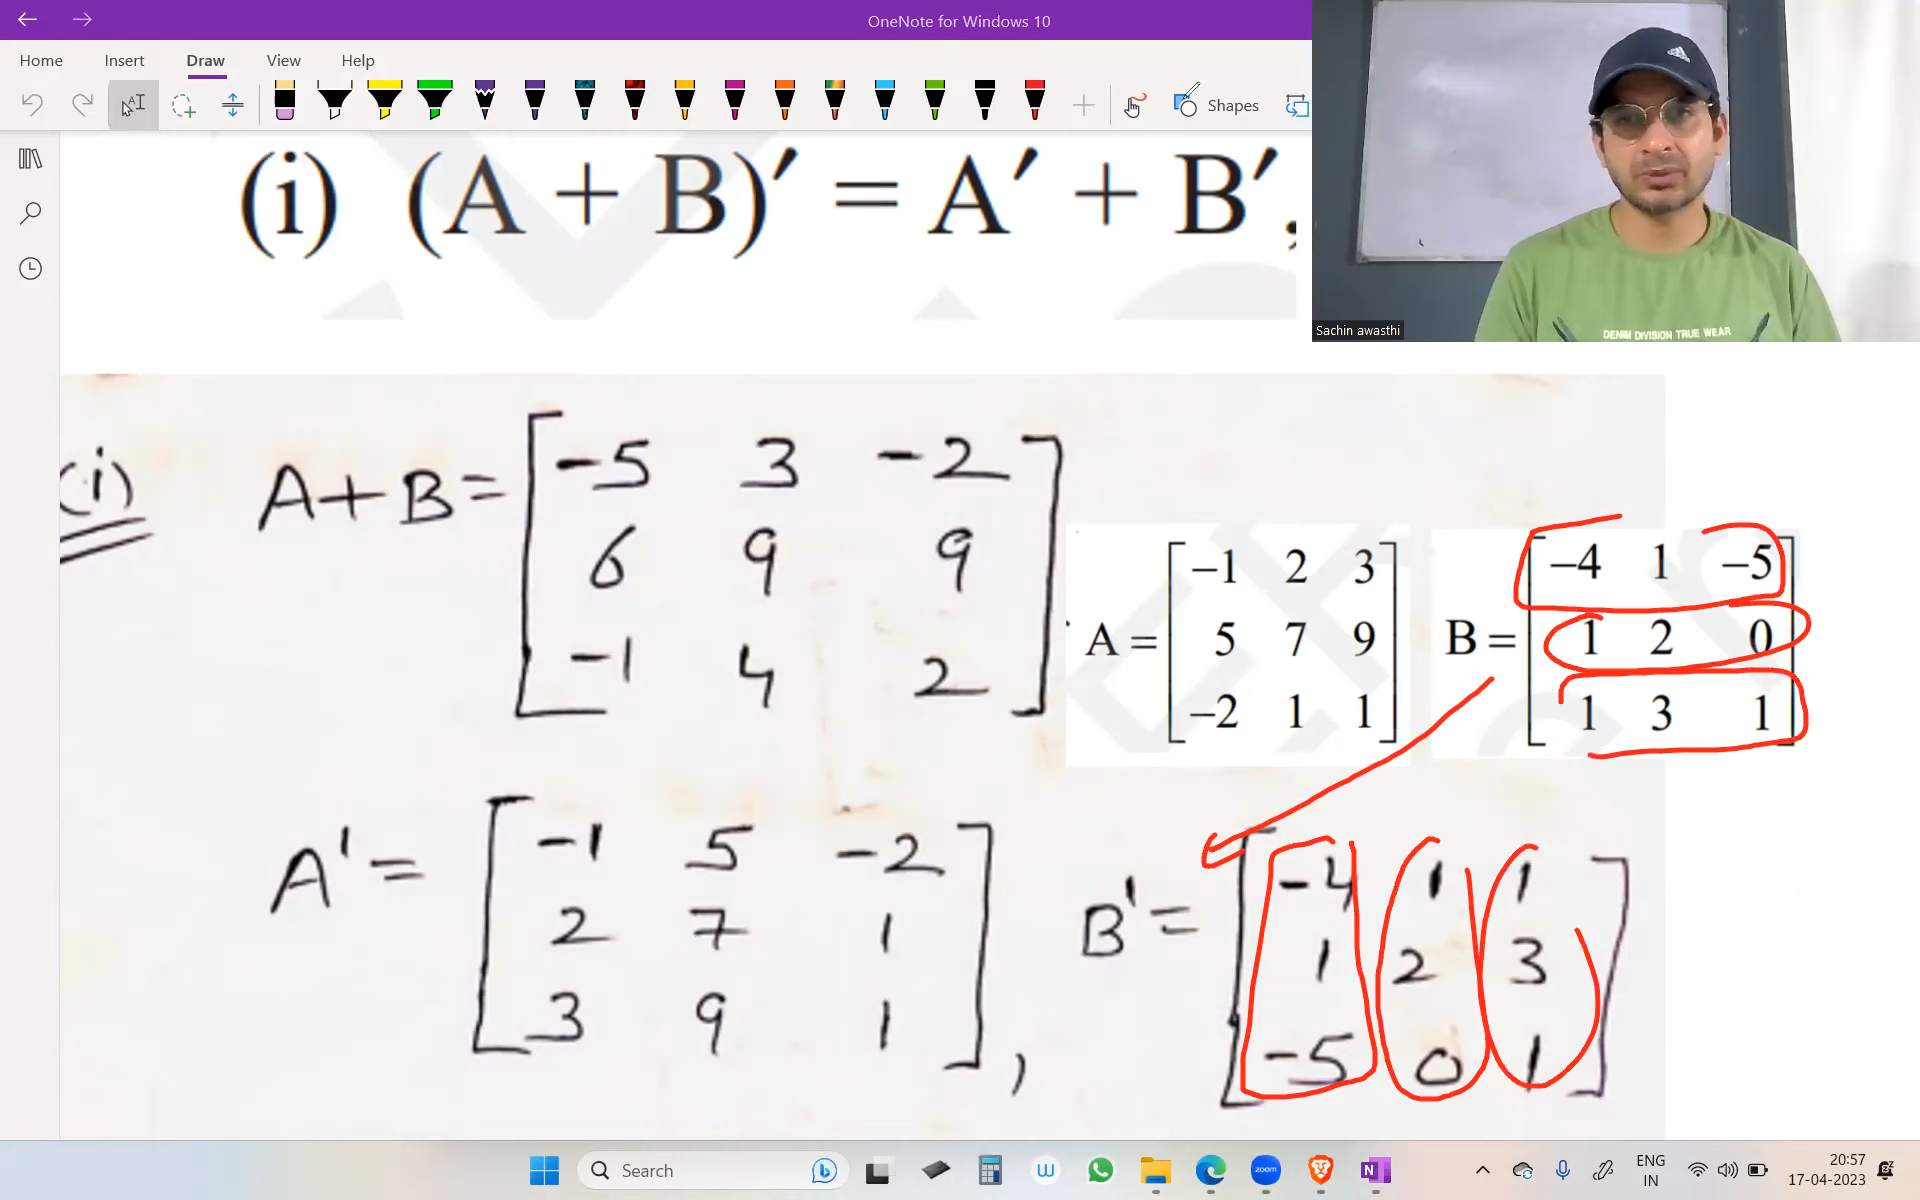 OneNote for Windows 10
Home Insert Draw View Help
Shapes
(i) (A + B)′ = A′ + B′,
Sachin awasthi
DENIM DIVISION TRUE WEAR
(i) A+B= [-5 3 -2
6 9 9
-1 4 2]
A = [−1 2 3
5 7 9
−2 1 1]
B = [−4 1 −5
1 2 0
1 3 1]
A' = [-1 5 -2
2 7 1
3 9 1],
B' = [-4 1 1
1 2 3
-5 0 1]
Search
zoom
ENG
IN
20:57
17-04-2023